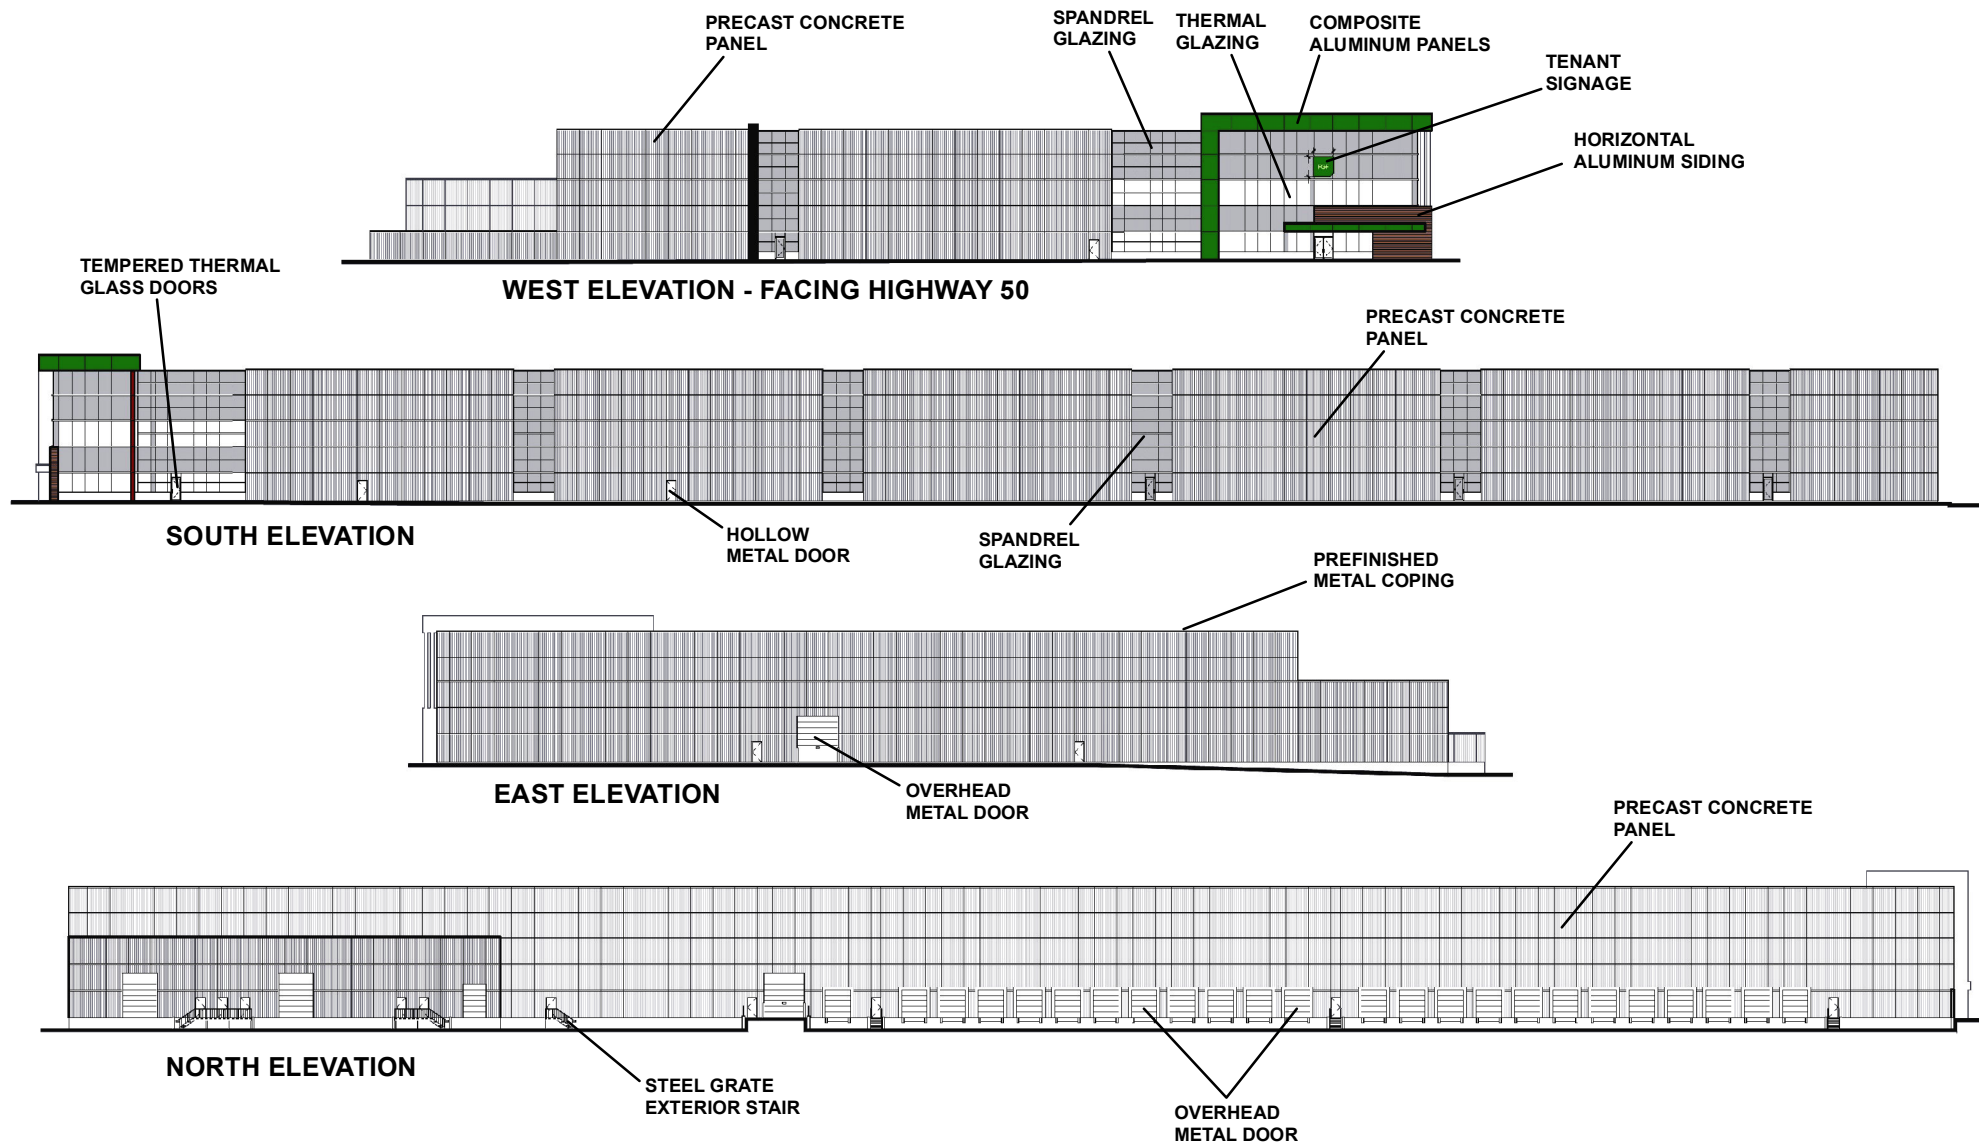 PRECAST CONCRETE
PANEL
SPANDREL
GLAZING
THERMAL
GLAZING
COMPOSITE
ALUMINUM PANELS
TENANT
SIGNAGE
HORIZONTAL
ALUMINUM SIDING
WEST ELEVATION - FACING HIGHWAY 50
TEMPERED THERMAL
GLASS DOORS
PRECAST CONCRETE
PANEL
SOUTH ELEVATION
HOLLOW
METAL DOOR
SPANDREL
GLAZING
PREFINISHED
METAL COPING
EAST ELEVATION
OVERHEAD
METAL DOOR
PRECAST CONCRETE
PANEL
NORTH ELEVATION
STEEL GRATE
EXTERIOR STAIR
OVERHEAD
METAL DOOR